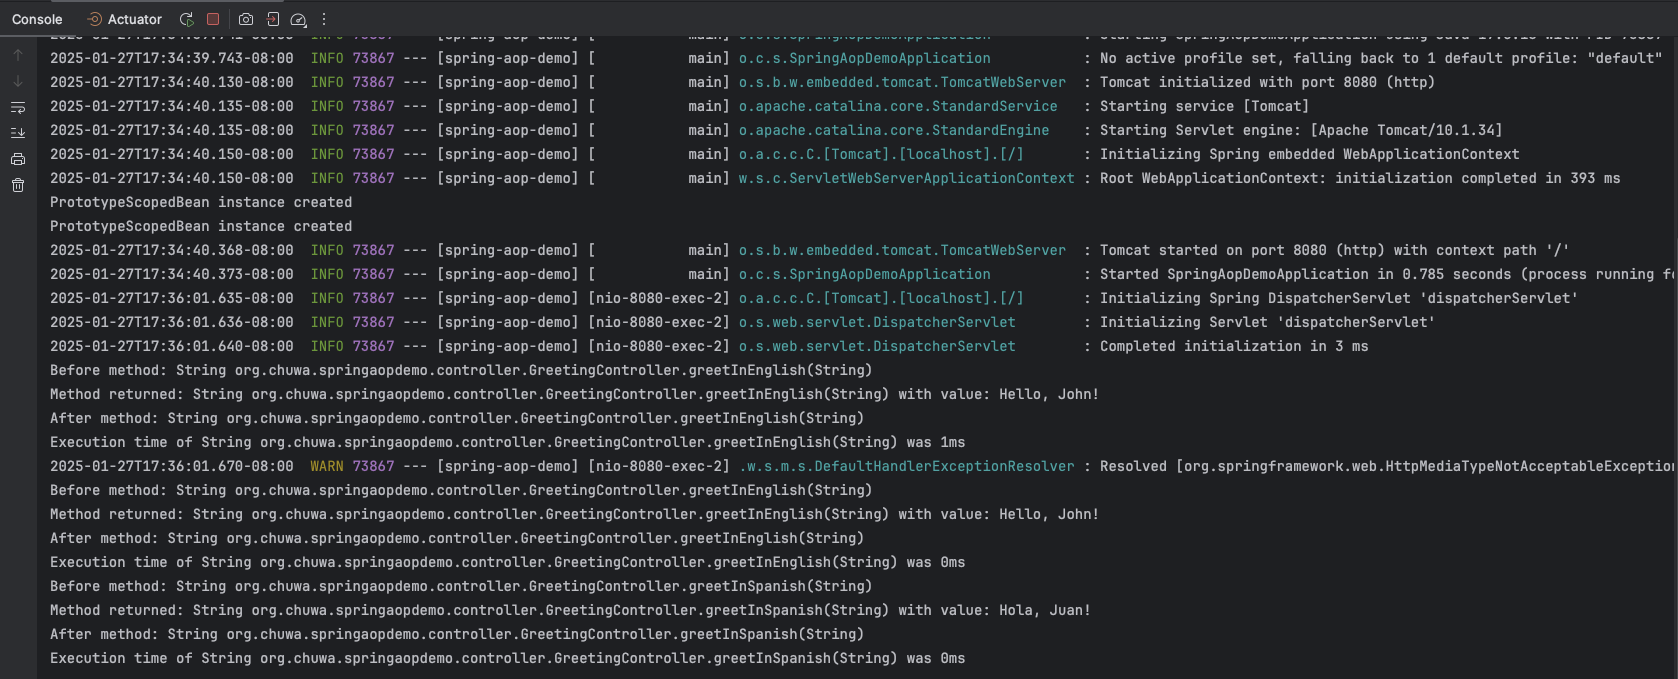 Console Actuator
2025-01-27T17:34:39.743-08:00  INFO 73867 --- [spring-aop-demo] [           main] o.c.s.SpringAopDemoApplication           : No active profile set, falling back to 1 default profile: "default"
2025-01-27T17:34:40.130-08:00  INFO 73867 --- [spring-aop-demo] [           main] o.s.b.w.embedded.tomcat.TomcatWebServer  : Tomcat initialized with port 8080 (http)
2025-01-27T17:34:40.135-08:00  INFO 73867 --- [spring-aop-demo] [           main] o.apache.catalina.core.StandardService   : Starting service [Tomcat]
2025-01-27T17:34:40.135-08:00  INFO 73867 --- [spring-aop-demo] [           main] o.apache.catalina.core.StandardEngine    : Starting Servlet engine: [Apache Tomcat/10.1.34]
2025-01-27T17:34:40.150-08:00  INFO 73867 --- [spring-aop-demo] [           main] o.a.c.c.C.[Tomcat].[localhost].[/]       : Initializing Spring embedded WebApplicationContext
2025-01-27T17:34:40.150-08:00  INFO 73867 --- [spring-aop-demo] [           main] w.s.c.ServletWebServerApplicationContext : Root WebApplicationContext: initialization completed in 393 ms
PrototypeScopedBean instance created
PrototypeScopedBean instance created
2025-01-27T17:34:40.368-08:00  INFO 73867 --- [spring-aop-demo] [           main] o.s.b.w.embedded.tomcat.TomcatWebServer  : Tomcat started on port 8080 (http) with context path '/'
2025-01-27T17:34:40.373-08:00  INFO 73867 --- [spring-aop-demo] [           main] o.c.s.SpringAopDemoApplication           : Started SpringAopDemoApplication in 0.785 seconds (process running
2025-01-27T17:36:01.635-08:00  INFO 73867 --- [spring-aop-demo] [nio-8080-exec-2] o.a.c.c.C.[Tomcat].[localhost].[/]       : Initializing Spring DispatcherServlet 'dispatcherServlet'
2025-01-27T17:36:01.636-08:00  INFO 73867 --- [spring-aop-demo] [nio-8080-exec-2] o.s.web.servlet.DispatcherServlet        : Initializing Servlet 'dispatcherServlet'
2025-01-27T17:36:01.640-08:00  INFO 73867 --- [spring-aop-demo] [nio-8080-exec-2] o.s.web.servlet.DispatcherServlet        : Completed initialization in 3 ms
Before method: String org.chuwa.springaopdemo.controller.GreetingController.greetInEnglish(String)
Method returned: String org.chuwa.springaopdemo.controller.GreetingController.greetInEnglish(String) with value: Hello, John!
After method: String org.chuwa.springaopdemo.controller.GreetingController.greetInEnglish(String)
Execution time of String org.chuwa.springaopdemo.controller.GreetingController.greetInEnglish(String) was 1ms
2025-01-27T17:36:01.670-08:00  WARN 73867 --- [spring-aop-demo] [nio-8080-exec-2] .w.s.m.s.DefaultHandlerExceptionResolver : Resolved [org.springframework.web.HttpMediaTypeNotAcceptableException
Before method: String org.chuwa.springaopdemo.controller.GreetingController.greetInEnglish(String)
Method returned: String org.chuwa.springaopdemo.controller.GreetingController.greetInEnglish(String) with value: Hello, John!
After method: String org.chuwa.springaopdemo.controller.GreetingController.greetInEnglish(String)
Execution time of String org.chuwa.springaopdemo.controller.GreetingController.greetInEnglish(String) was 0ms
Before method: String org.chuwa.springaopdemo.controller.GreetingController.greetInSpanish(String)
Method returned: String org.chuwa.springaopdemo.controller.GreetingController.greetInSpanish(String) with value: Hola, Juan!
After method: String org.chuwa.springaopdemo.controller.GreetingController.greetInSpanish(String)
Execution time of String org.chuwa.springaopdemo.controller.GreetingController.greetInSpanish(String) was 0ms